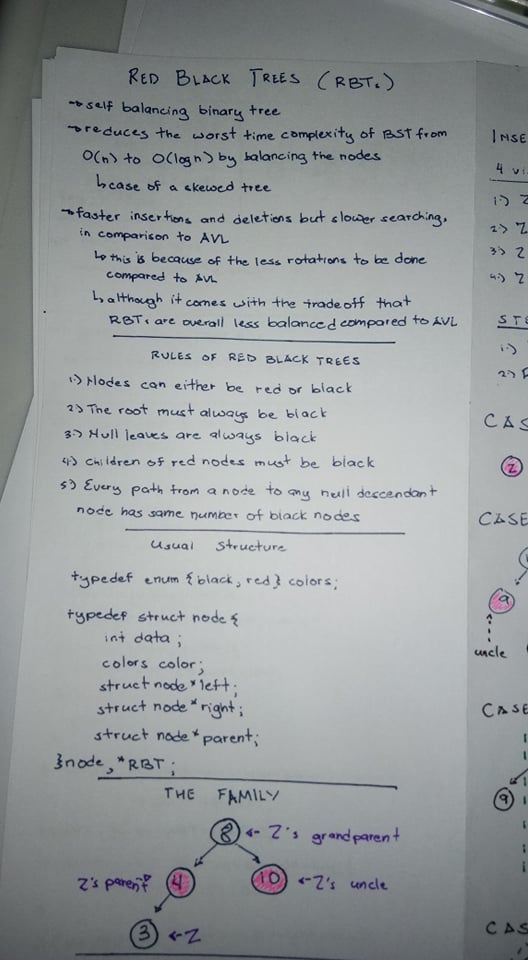 RED BLACK TREES (RBTs)
→ self balancing binary tree
→ reduces the worst time complexity of BST from
O(n) to O(logn) by balancing the nodes
↳ case of a skewed tree
→ faster insertions and deletions but slower searching,
in comparison to AVL
↳ this is because of the less rotations to be done
compared to AVL
↳ although it comes with the tradeoff that
RBTs are overall less balanced compared to AVL
RULES OF RED BLACK TREES
1.) Nodes can either be red or black
2.) The root must always be black
3.) Null leaves are always black
4.) children of red nodes must be black
5.) Every path from a node to any null descendant
node has same number of black nodes
Usual Structure
typedef enum {black, red} colors;
typedef struct node {
int data;
colors color;
struct node *left;
struct node *right;
struct node* parent;
}node, *RBT;
THE FAMILY
8 ← Z's grandparent
Z's parent → 4
10 ← Z's uncle
3 ← Z
INSE
4
1.) Z
2.) Z
3.) Z
4.) Z
ST
1.)
2.)
CAS
Z
CASE
9
uncle
CASE
9
CAS